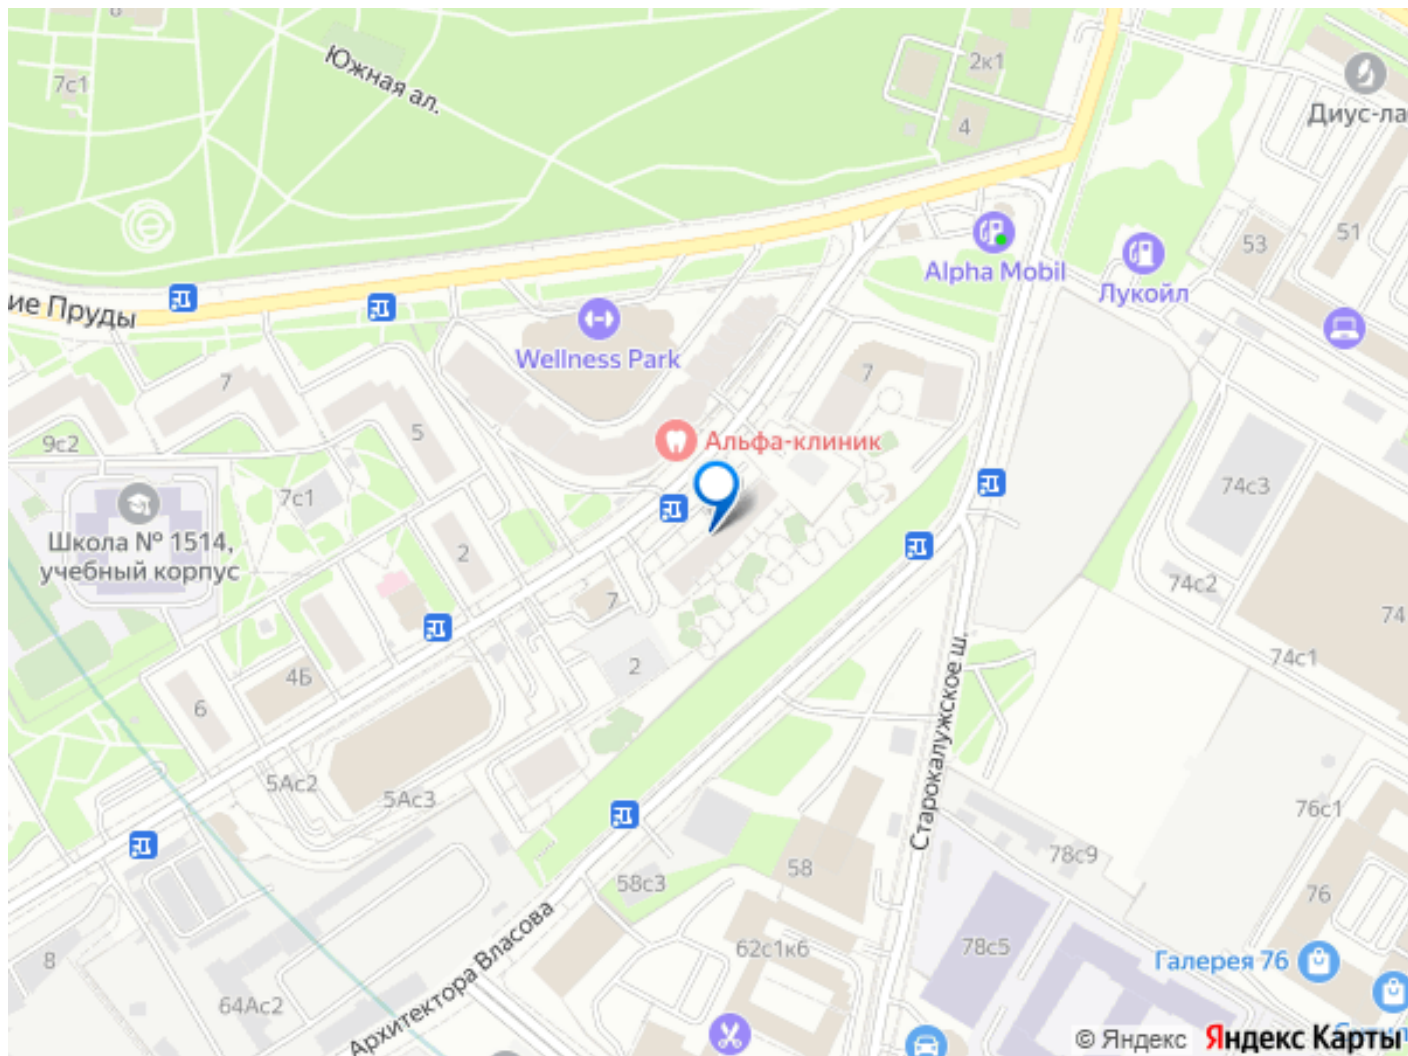 Южная ал.
7с1
2к1
4
Диус-ла
53
51
Alpha Mobil
Лукойл
ие Пруды
Wellness Park
7
7
5
9с2
Альфа-клиник
7с1
74с3
Школа № 1514,
учебный корпус
2
7
74с2
74
2
74с1
4Б
6
Старокалужское ш.
5Ас2
5Ас3
76с1
78с9
58
58с3
76
Архитектора Власова
62с1к6
78с5
Галерея 76
8
64Ас2
© Яндекс
Яндекс Карты